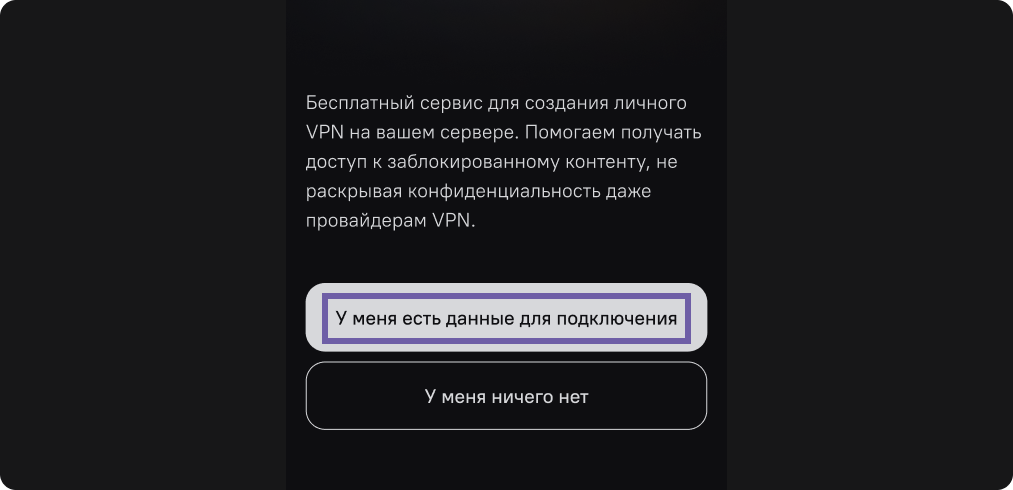 Бесплатный сервис для создания личного
VPN на вашем сервере. Помогаем получать
доступ к заблокированному контенту, не
раскрывая конфиденциальность даже
провайдерам VPN.
У меня есть данные для подключения
У меня ничего нет